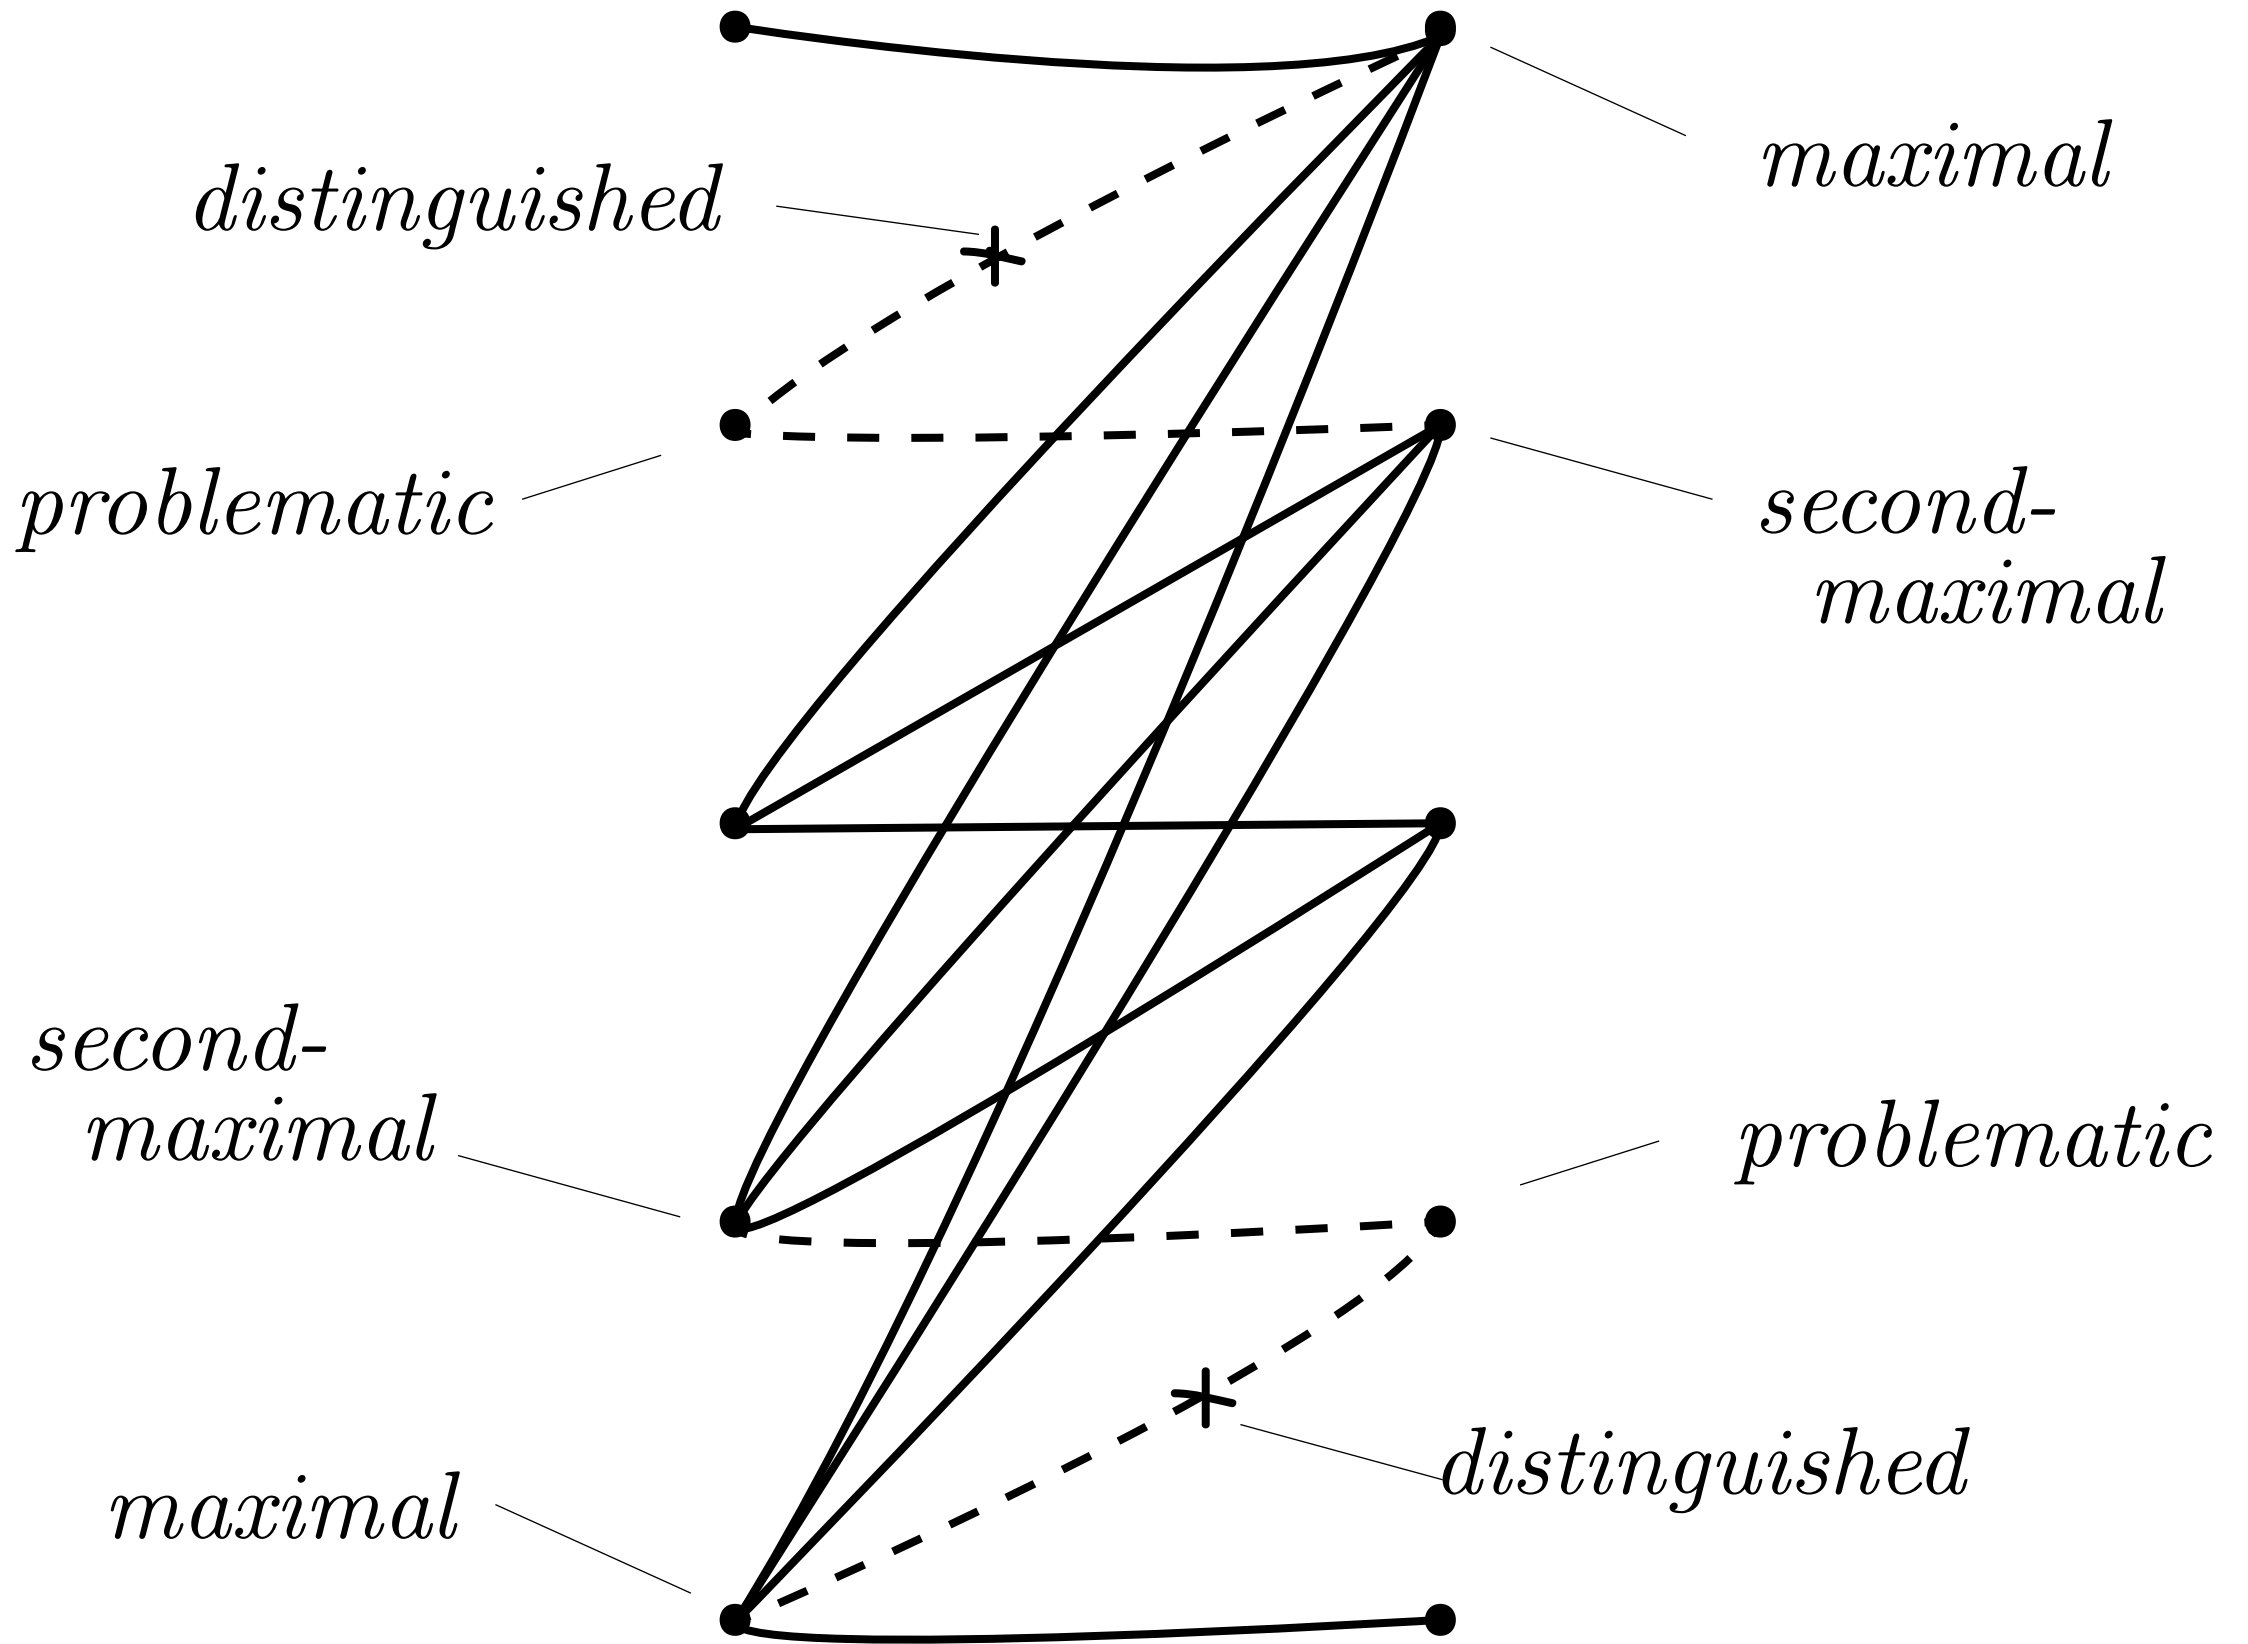 maximal
distinguished
problematic
second-
maximal
second-
maximal
problematic
distinguished
maximal